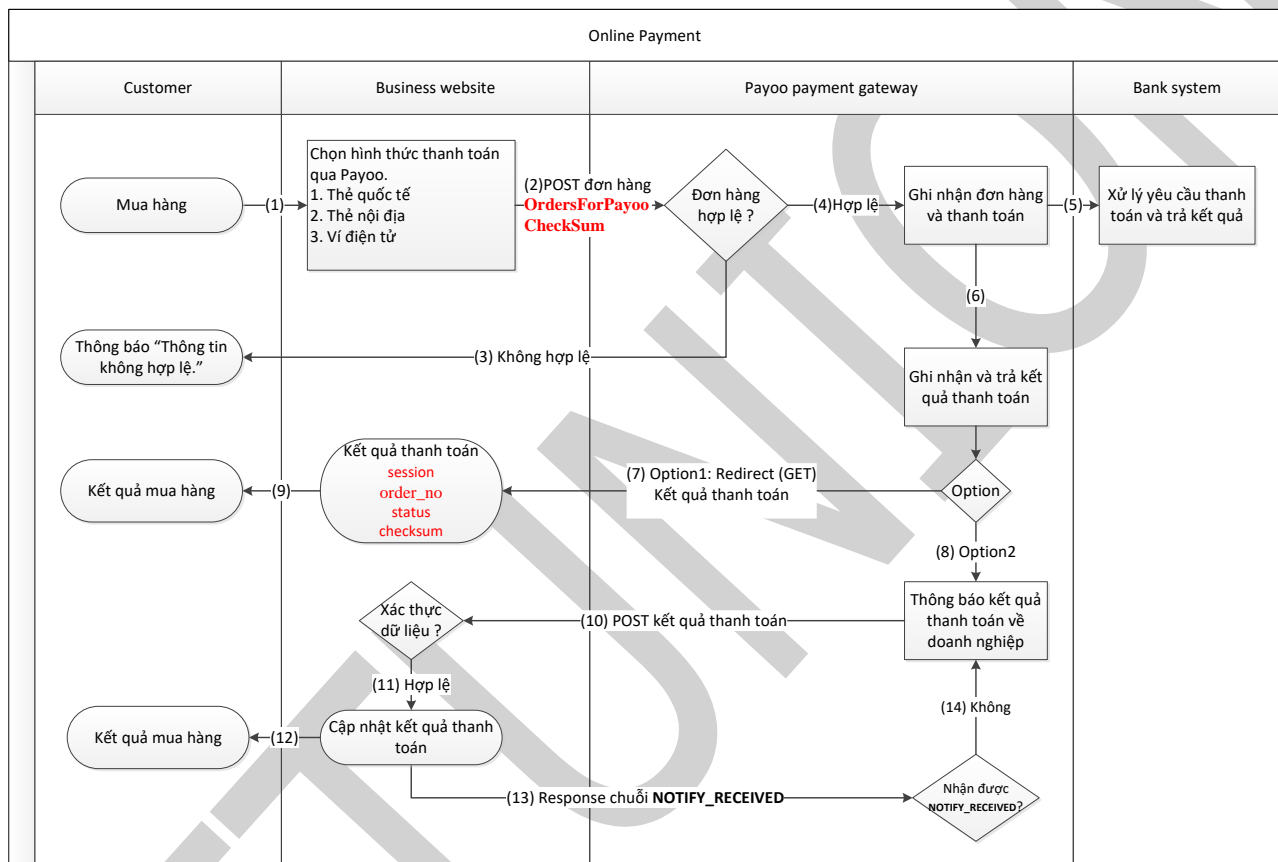 Online Payment
Customer
Business website
Payoo payment gateway
Bank system
Mua hàng
(1)
Chọn hình thức thanh toán
qua Payoo.
1. Thẻ quốc tế
2. Thẻ nội địa
3. Ví điện tử
(2)POST đơn hàng
OrdersForPayoo
CheckSum
Đơn hàng
hợp lệ ?
(4)Hợp lệ
Ghi nhận đơn hàng
và thanh toán
(5)
Xử lý yêu cầu thanh
toán và trả kết quả
(6)
Thông báo “Thông tin
không hợp lệ.”
(3) Không hợp lệ
Ghi nhận và trả kết
quả thanh toán
Kết quả mua hàng
(9)
Kết quả thanh toán
session
order_no
status
checksum
(7) Option1: Redirect (GET)
Kết quả thanh toán
Option
(8) Option2
Xác thực
dữ liệu ?
(10) POST kết quả thanh toán
Thông báo kết quả
thanh toán về
doanh nghiệp
(11) Hợp lệ
(14) Không
Kết quả mua hàng
(12)
Cập nhật kết quả thanh
toán
(13) Response chuỗi NOTIFY_RECEIVED
Nhận được
NOTIFY_RECEIVED?